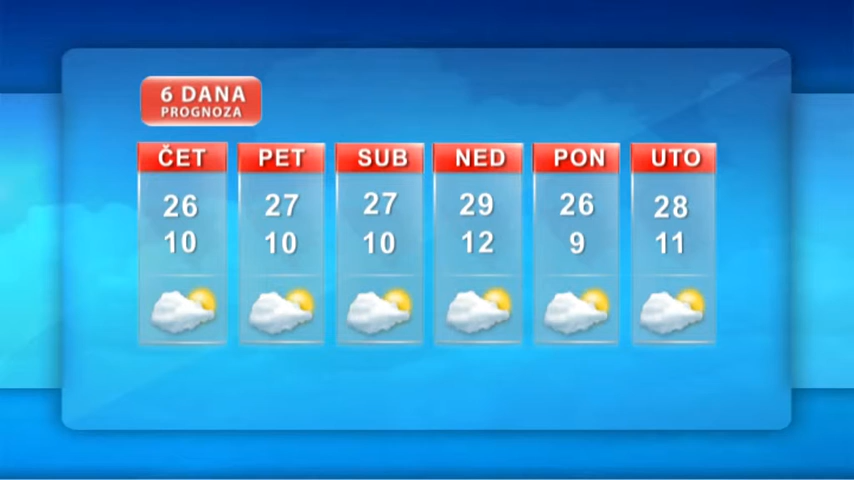 6 DANA
PROGNOZA
ČET PET SUB NED PON UTO
26 27 27 29 26 28
10 10 10 12 9 11